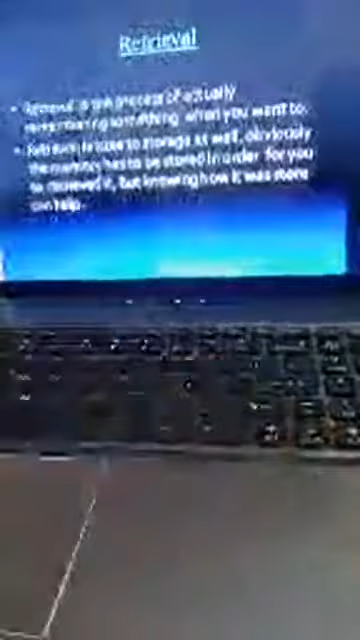 Retrieval
• Retrieval is the process of actually
remembering something when you want to.
• Retrieval is tied to storage as well, obviously
the memory has to be stored in order for you
to retrieve it, but knowing how it was stored
can help.